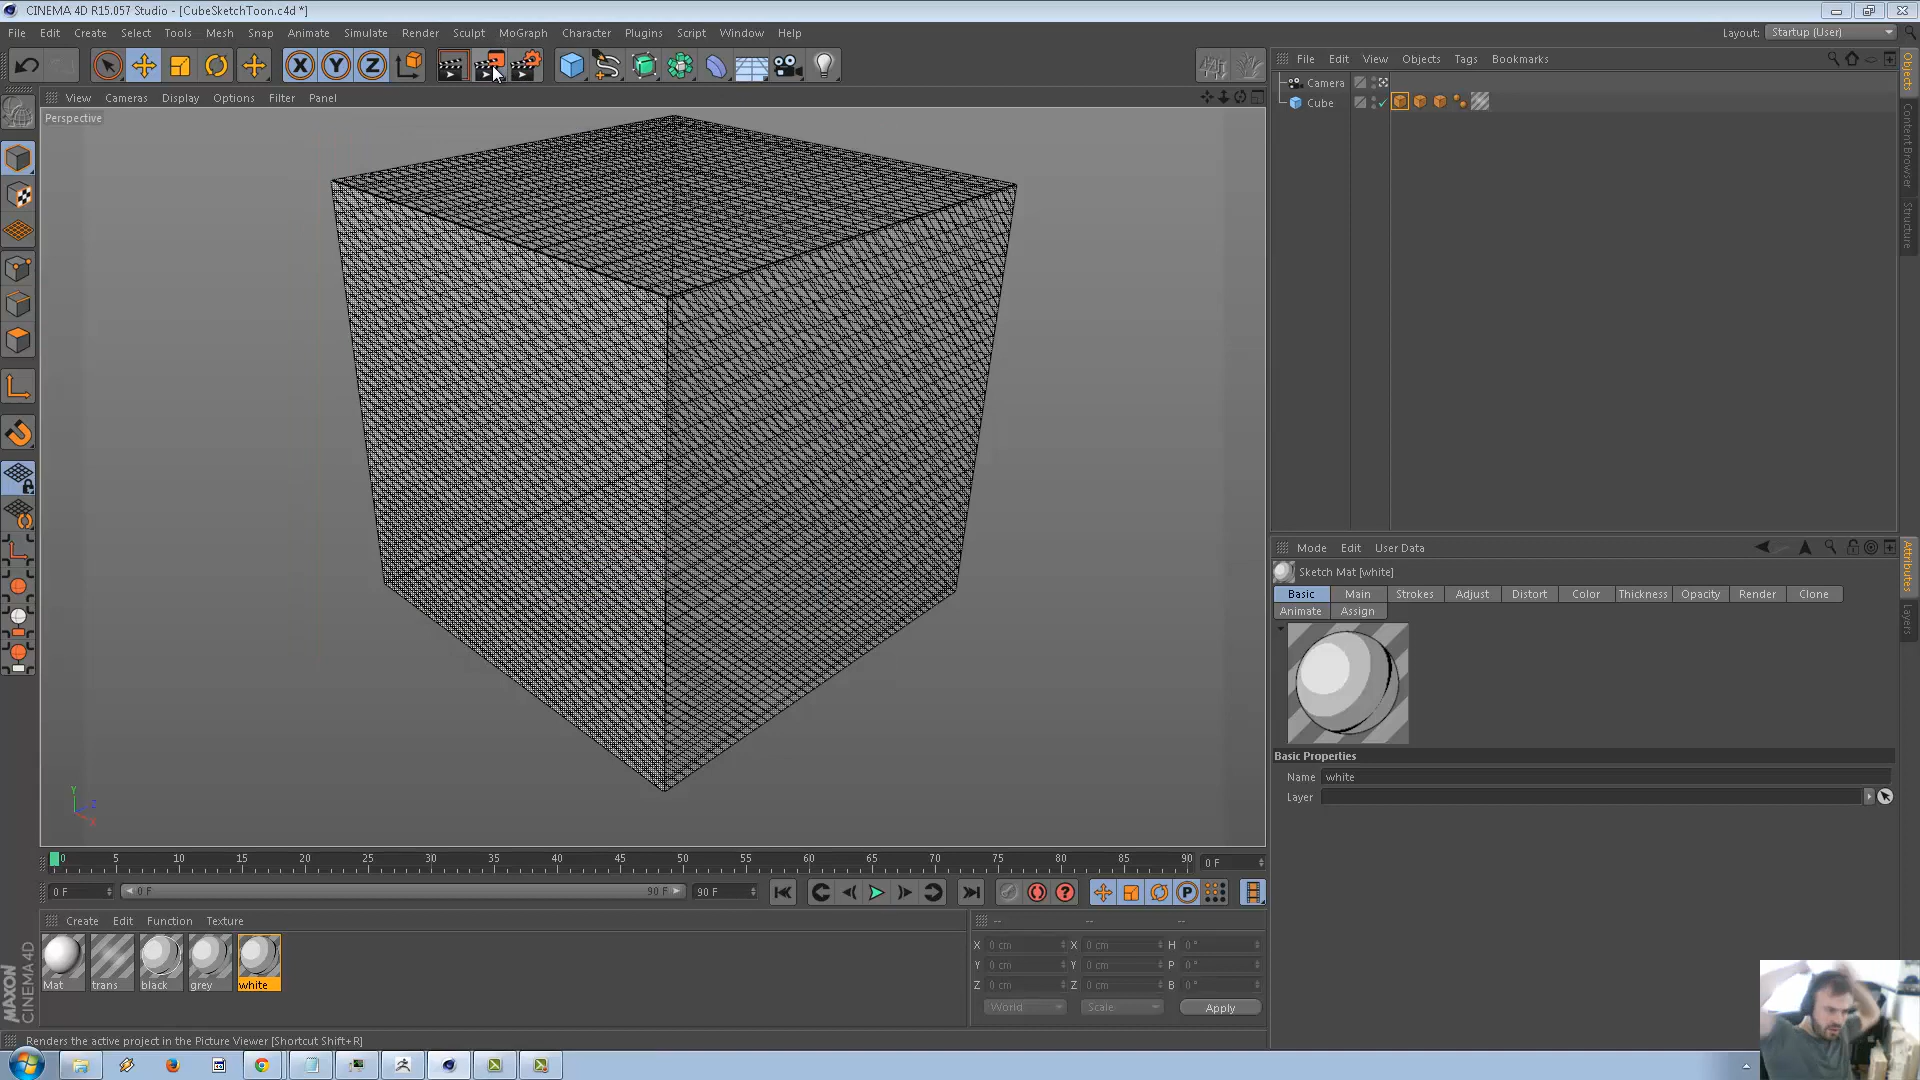 CINEMA 4D R15.057 Studio - [CubeSketchToon.c4d *]
File Edit Create Select Tools Mesh Snap Animate Simulate Render Sculpt MoGraph Character Plugins Script Window Help
Layout: Startup (User)
X Y Z
File Edit View Objects Tags Bookmarks
View Cameras Display Options Filter Panel
Perspective
Camera
Cube
Objects
Content Browser
Structure
Mode Edit User Data
Sketch Mat [white]
Basic Main Strokes Adjust Distort Color Thickness Opacity Render Clone
Animate Assign
Attributes
Layers
Basic Properties
Name white
Layer
Y
Z
X
0 5 10 15 20 25 30 35 40 45 50 55 60 65 70 75 80 85 90
0 F
0 F 0 F 90 F 90 F
P
Create Edit Function Texture
Mat trans black grey white
-- -- --
X 0 cm X 0 cm H 0 °
Y 0 cm Y 0 cm P 0 °
Z 0 cm Z 0 cm B 0 °
World Scale Apply
MAXON
CINEMA 4D
Renders the active project in the Picture Viewer [Shortcut Shift+R]